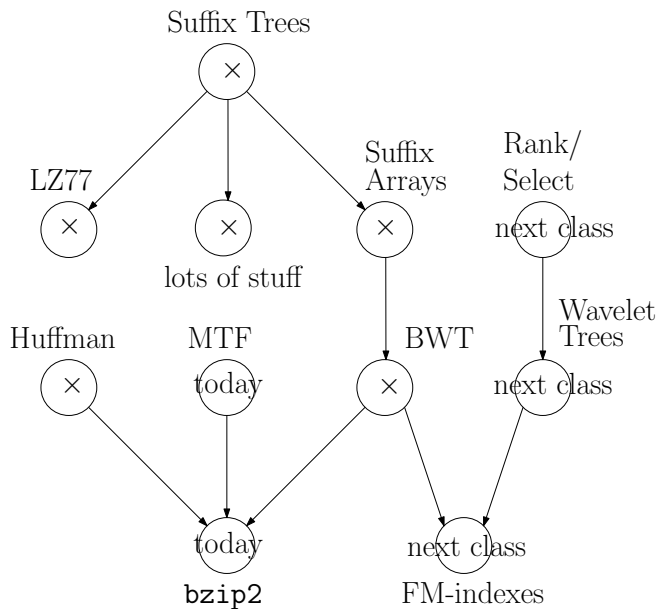 Suffix Trees
×
LZ77
Suffix
Arrays
Rank/
Select
×
×
×
next class
lots of stuff
Huffman
MTF
BWT
Wavelet
Trees
×
today
×
next class
today
next class
bzip2
FM-indexes